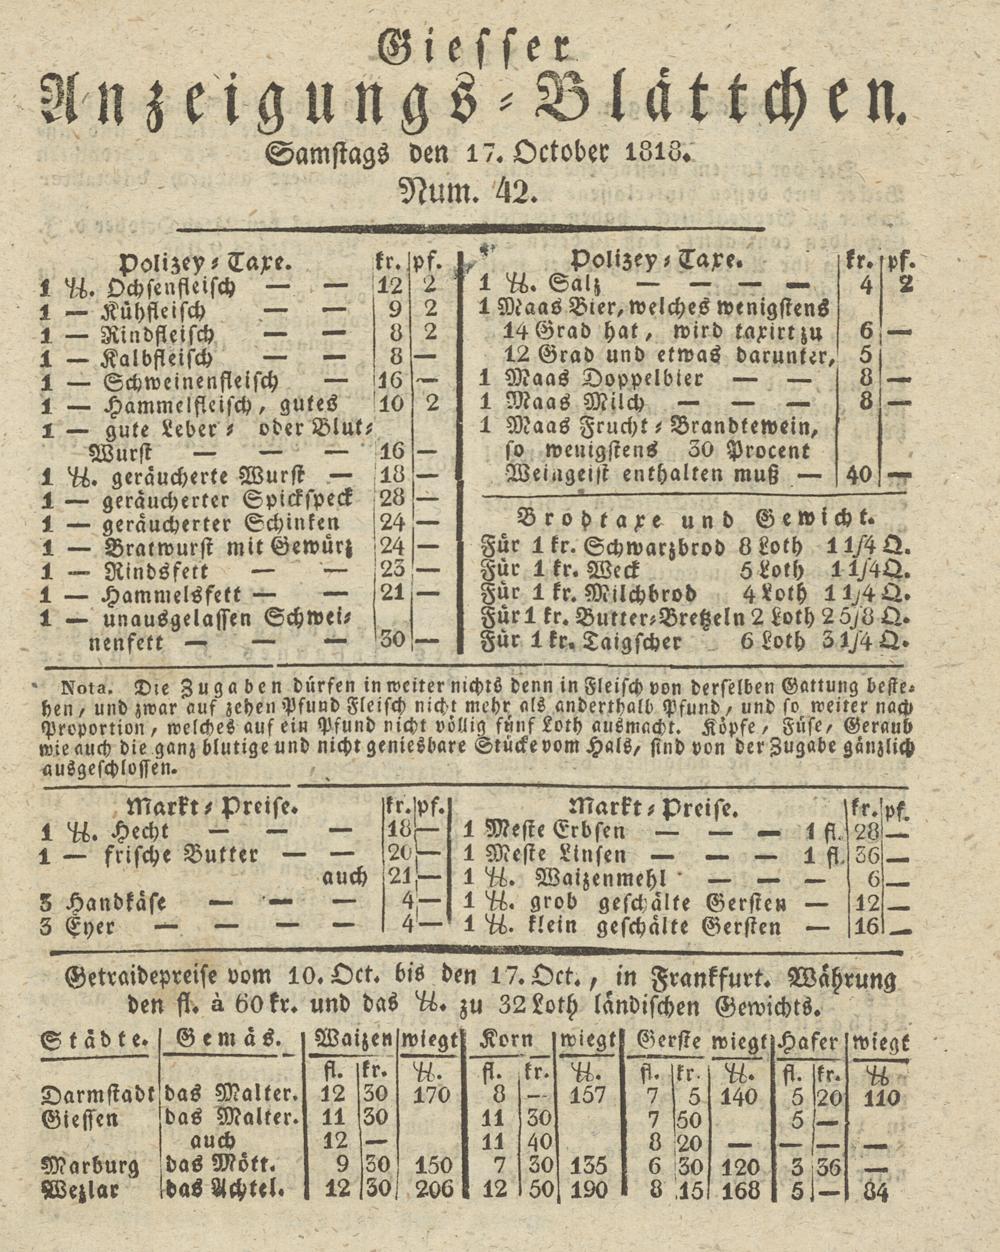 Giesser
Anzeigungs-Blättchen.
Samstags den 17. October 1818.
Num. 42.
Polizey-Taxe. kr. pf.
1 ℔. Ochsenfleisch — — 12 2
1 — Kühfleisch — — 9 2
1 — Rindfleisch — — 8 2
1 — Kalbfleisch — — 8 —
1 — Schweinenfleisch — 16 —
1 — Hammelfleisch, gutes 10 2
1 — gute Leber- oder Blut-
Wurst — — — 16 —
1 ℔. geräucherte Wurst — 18 —
1 — geräucherter Spickspeck 28 —
1 — geräucherter Schinken 24 —
1 — Bratwurst mit Gewürz 24 —
1 — Rindsfett — — 23 —
1 — Hammelsfett — — 21 —
1 — unausgelassen Schwei-
nenfett — — — 30 —
Polizey-Taxe. kr. pf.
1 ℔. Salz — — — — 4 2
1 Maas Bier, welches wenigstens
14 Grad hat, wird taxirt zu 6 —
12 Grad und etwas darunter, 5
1 Maas Doppelbier — — 8 —
1 Maas Milch — — — 8 —
1 Maas Frucht-Brandtewein,
so wenigstens 30 Procent
Weingeist enthalten muß — 40 —
Brodtaxe und Gewicht.
Für 1 kr. Schwarzbrod 8 Loth 1 1/4 Q.
Für 1 kr. Weck 5 Loth 1 1/4 Q.
Für 1 kr. Milchbrod 4 Loth 1 1/4 Q.
Für 1 kr. Butter-Bretzeln 2 Loth 2 5/8 Q.
Für 1 kr. Taigscher 6 Loth 3 1/4 Q.
Nota. Die Zugaben dürfen in weiter nichts denn in Fleisch von derselben Gattung beste-
hen, und zwar auf zehen Pfund Fleisch nicht mehr als anderthalb Pfund, und so weiter nach
Proportion, welches auf ein Pfund nicht völlig fünf Loth ausmacht. Köpfe, Füse, Geraub
wie auch die ganz blutige und nicht geniesbare Stücke vom Hals, sind von der Zugabe gänzlich
ausgeschlossen.
Markt-Preise. kr. pf.
1 ℔. Hecht — — — 18 —
1 — frische Butter — — 20 —
auch 21 —
3 Handkäse — — — 4 —
3 Eyer — — — — 4 —
Markt-Preise. kr. pf.
1 Meste Erbsen — — — 1 fl. 28 —
1 Meste Linsen — — — 1 fl. 36 —
1 ℔. Waizenmehl — — — 6 —
1 ℔. grob geschälte Gersten — 12 —
1 ℔. klein geschälte Gersten — 16 —
Getraidepreise vom 10. Oct. bis den 17. Oct., in Frankfurt. Währung
den fl. à 60 kr. und das ℔. zu 32 Loth ländischen Gewichts.
Städte. Gemäs. Waizen wiegt Korn wiegt Gerste wiegt Hafer wiegt
fl. kr. ℔. fl. kr. ℔. fl. kr. ℔. fl. kr. ℔
Darmstadt das Malter. 12 30 170 8 — 157 7 5 140 5 20 110
Giessen das Malter. 11 30 11 30 7 50 5 —
auch 12 — 11 40 8 20 — — — —
Marburg das Mött. 9 30 150 7 30 135 6 30 120 3 36 —
Wezlar das Achtel. 12 30 206 12 50 190 8 15 168 5 — 84